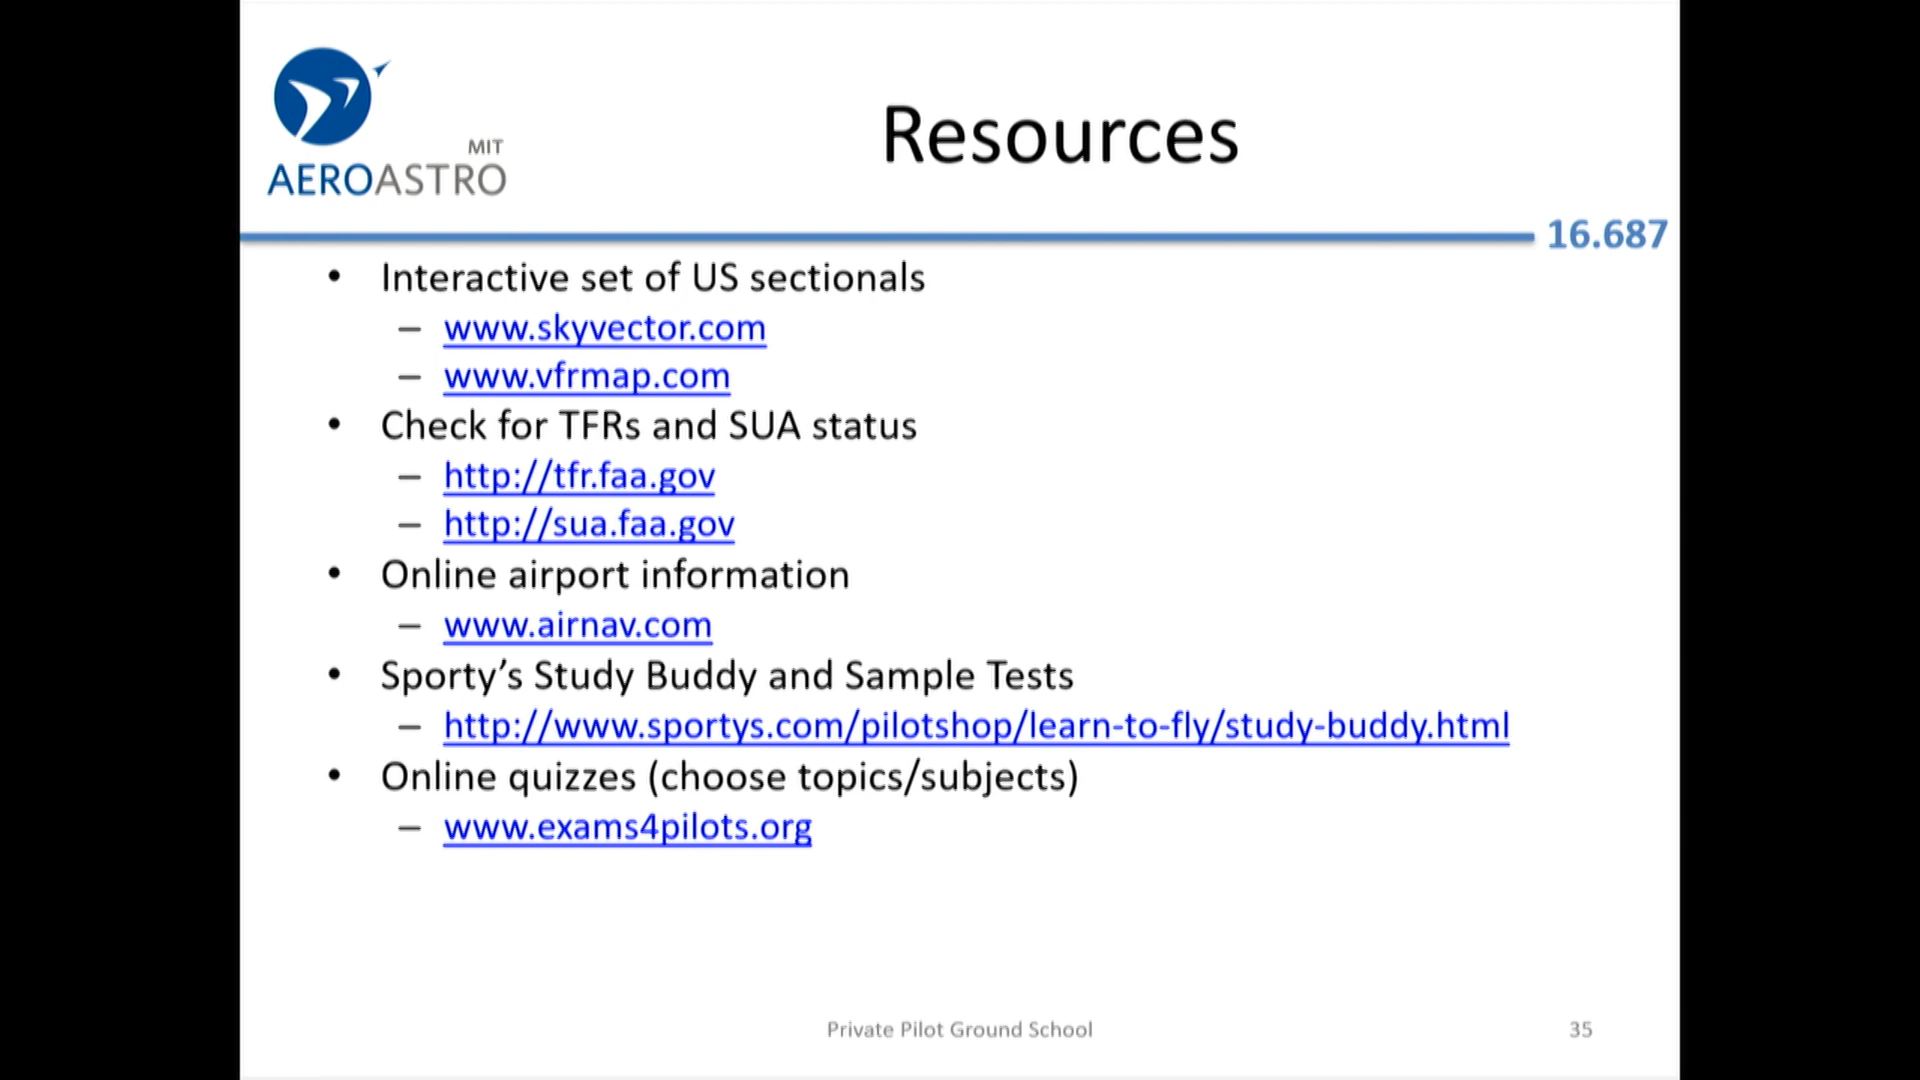 MIT
AEROASTRO
Resources
16.687
• Interactive set of US sectionals
– www.skyvector.com
– www.vfrmap.com
• Check for TFRs and SUA status
– http://tfr.faa.gov
– http://sua.faa.gov
• Online airport information
– www.airnav.com
• Sporty’s Study Buddy and Sample Tests
– http://www.sportys.com/pilotshop/learn-to-fly/study-buddy.html
• Online quizzes (choose topics/subjects)
– www.exams4pilots.org
Private Pilot Ground School
35